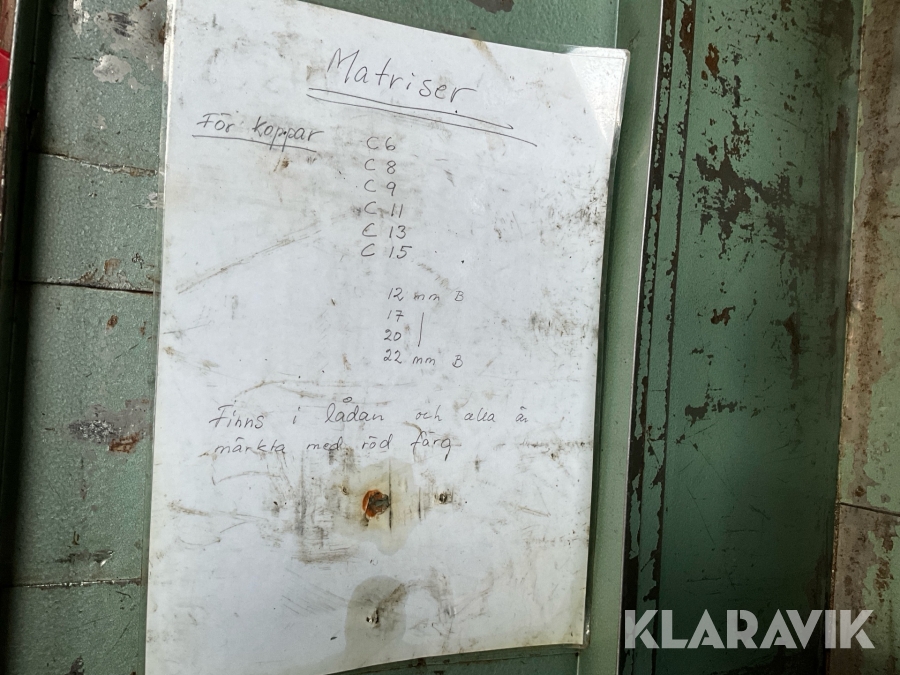 Matriser
För koppar
C 6
C 8
C 9
C 11
C 13
C 15
12 mm B
17
20
22 mm B
Finns i lådan och alla är
märkta med röd färg
KLARAVIK